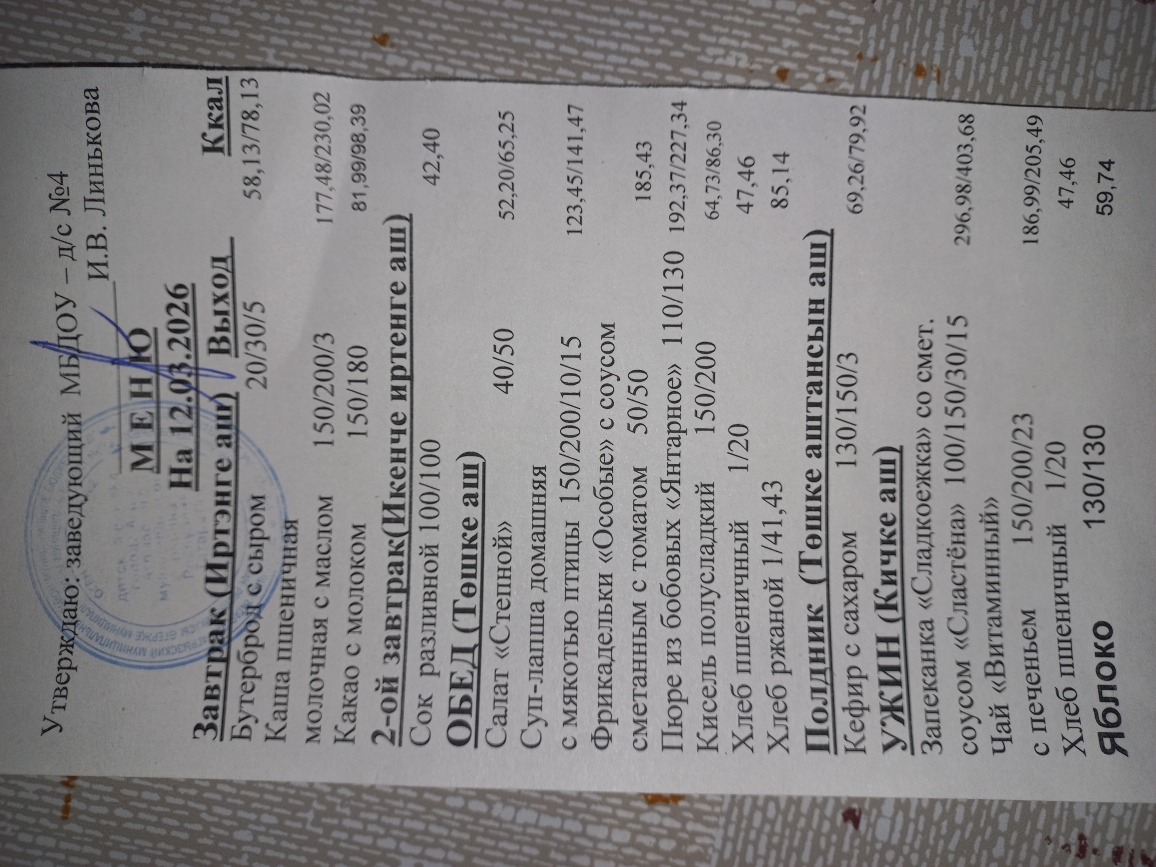 Утверждаю: заведующий МБДОУ – д/с №4
И.В. Линькова
М Е Н Ю
На 12.03.2026
Завтрак (Иртэнге аш) Выход Ккал
Бутерброд с сыром 20/30/5 58,13/78,13
Каша пшеничная
молочная с маслом 150/200/3 177,48/230,02
Какао с молоком 150/180 81,99/98,39
2-ой завтрак(Икенче иртенге аш)
Сок разливной 100/100 42,40
ОБЕД (Төшке аш)
Салат «Степной» 40/50 52,20/65,25
Суп-лапша домашняя
с мякотью птицы 150/200/10/15 123,45/141,47
Фрикадельки «Особые» с соусом
сметанным с томатом 50/50 185,43
Пюре из бобовых «Янтарное» 110/130 192,37/227,34
Кисель полусладкий 150/200 64,73/86,30
Хлеб пшеничный 1/20 47,46
Хлеб ржаной 1/41,43 85,14
Полдник (Төшке аштансын аш)
Кефир с сахаром 130/150/3 69,26/79,92
УЖИН (Кичке аш)
Запеканка «Сладкоежка» со смет.
соусом «Сластёна» 100/150/30/15 296,98/403,68
Чай «Витаминный»
с печеньем 150/200/23 186,99/205,49
Хлеб пшеничный 1/20 47,46
Яблоко 130/130 59,74